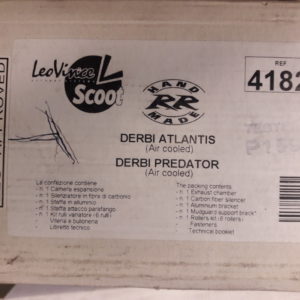 APPROVED
LeoVince
Scoot
HAND
RR
MADE
REF
4182
DERBI ATLANTIS
(Air cooled)
DERBI PREDATOR
(Air cooled)
La confezione contiene
- n. 1 Camera espansione
- n. 1 Silenziatore in fibra di carbonio
- n. 1 Staffa in alluminio
- n. 1 Staffa attacco parafango
- n. 1 Kit rulli variatore (6 rulli)
Viteria e bulloneria
Libretto tecnico
The packing contents
- n. 1 Exhaust chamber
- n. 1 Carbon fiber silencer
- n. 1 Aluminum bracket
- n. 1 Mudguard support brackt
- n. 1 Rollers kit (6 rollers)
Fasteners
Technical booklet